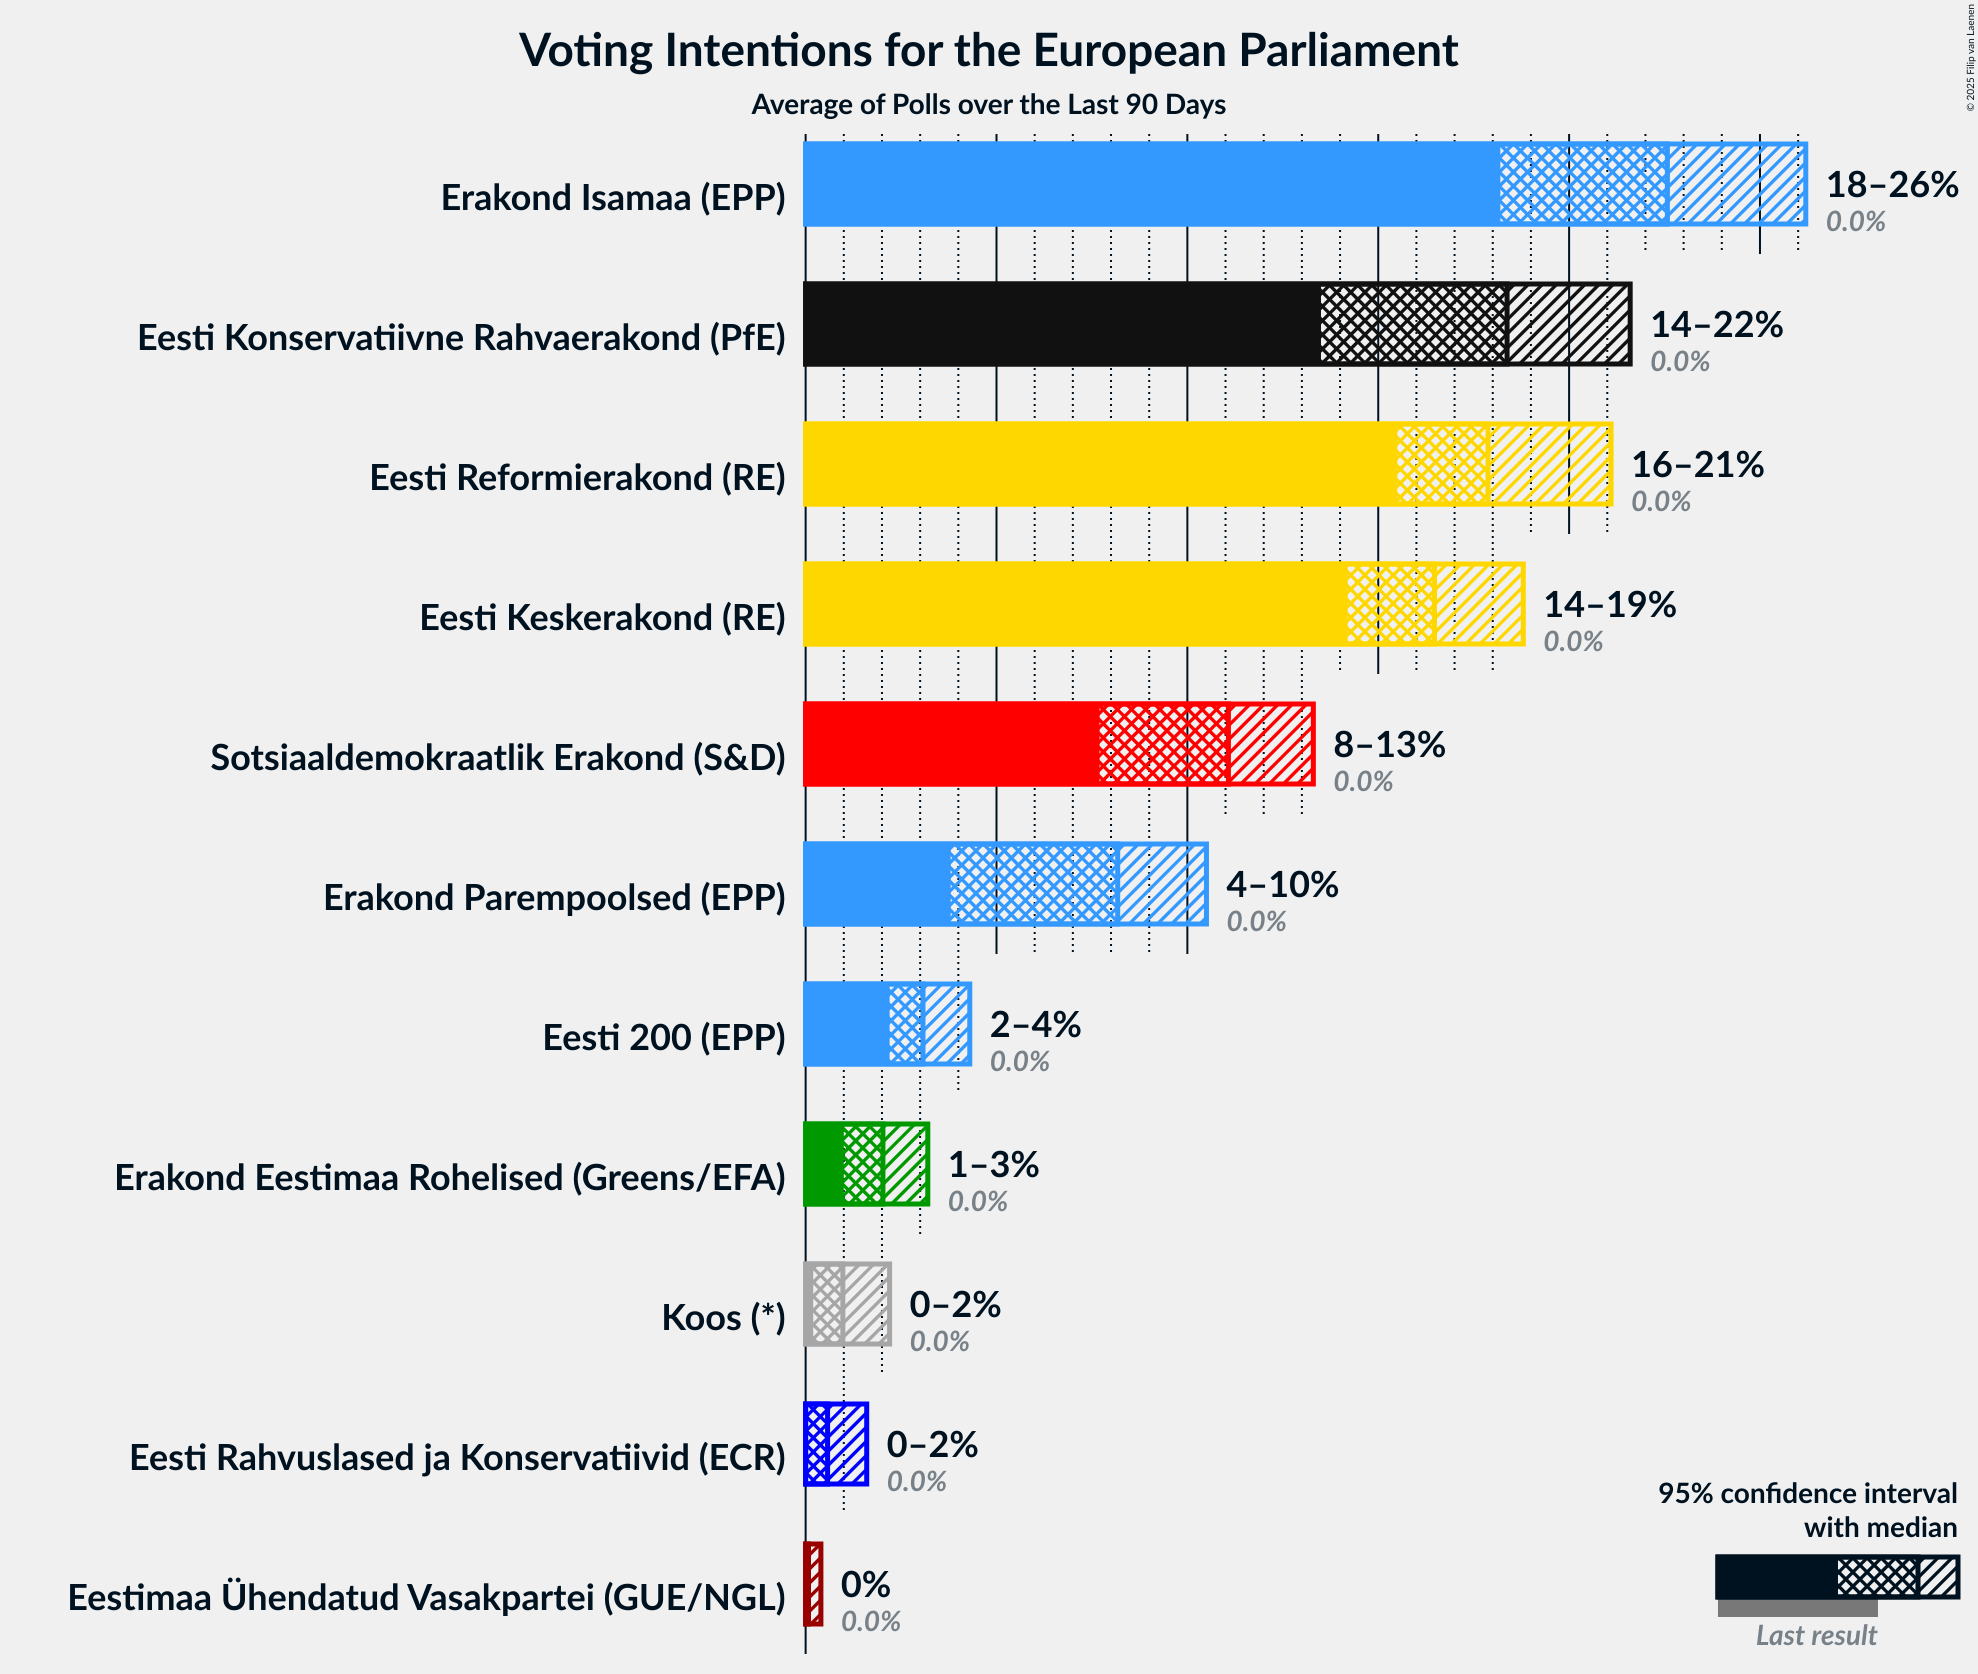 Voting Intentions for the European Parliament
Average of Polls over the Last 90 Days
© 2025 Filip van Laenen
Erakond Isamaa (EPP)
18–26%
0.0%
Eesti Konservatiivne Rahvaerakond (PfE)
14–22%
0.0%
Eesti Reformierakond (RE)
16–21%
0.0%
Eesti Keskerakond (RE)
14–19%
0.0%
Sotsiaaldemokraatlik Erakond (S&D)
8–13%
0.0%
Erakond Parempoolsed (EPP)
4–10%
0.0%
Eesti 200 (EPP)
2–4%
0.0%
Erakond Eestimaa Rohelised (Greens/EFA)
1–3%
0.0%
Koos (*)
0–2%
0.0%
Eesti Rahvuslased ja Konservatiivid (ECR)
0–2%
0.0%
Eestimaa Ühendatud Vasakpartei (GUE/NGL)
0%
0.0%
95% confidence interval
with median
Last result